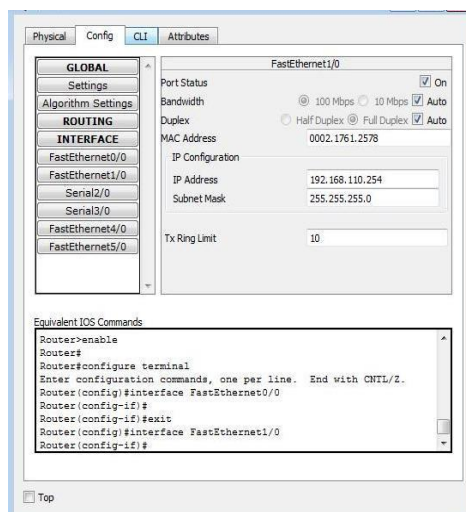 Physical Config CLI Attributes
GLOBAL
Settings
Algorithm Settings
ROUTING
INTERFACE
FastEthernet0/0
FastEthernet1/0
Serial2/0
Serial3/0
FastEthernet4/0
FastEthernet5/0
FastEthernet1/0
Port Status On
Bandwidth 100 Mbps 10 Mbps Auto
Duplex Half Duplex Full Duplex Auto
MAC Address 0002.1761.2578
IP Configuration
IP Address 192.168.110.254
Subnet Mask 255.255.255.0
Tx Ring Limit 10
Equivalent IOS Commands
Router>enable
Router#
Router#configure terminal
Enter configuration commands, one per line. End with CNTL/Z.
Router(config)#interface FastEthernet0/0
Router(config-if)#
Router(config-if)#exit
Router(config)#interface FastEthernet1/0
Router(config-if)#
Top